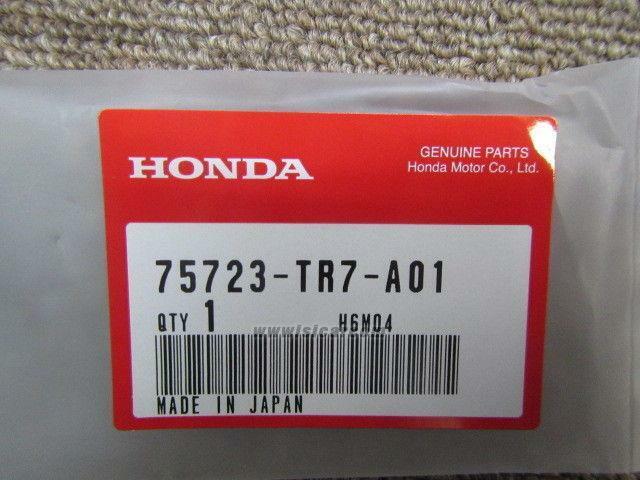 HONDA
GENUINE PARTS
Honda Motor Co., Ltd.
75723-TR7-A01
QTY 1 H6M04
MADE IN JAPAN